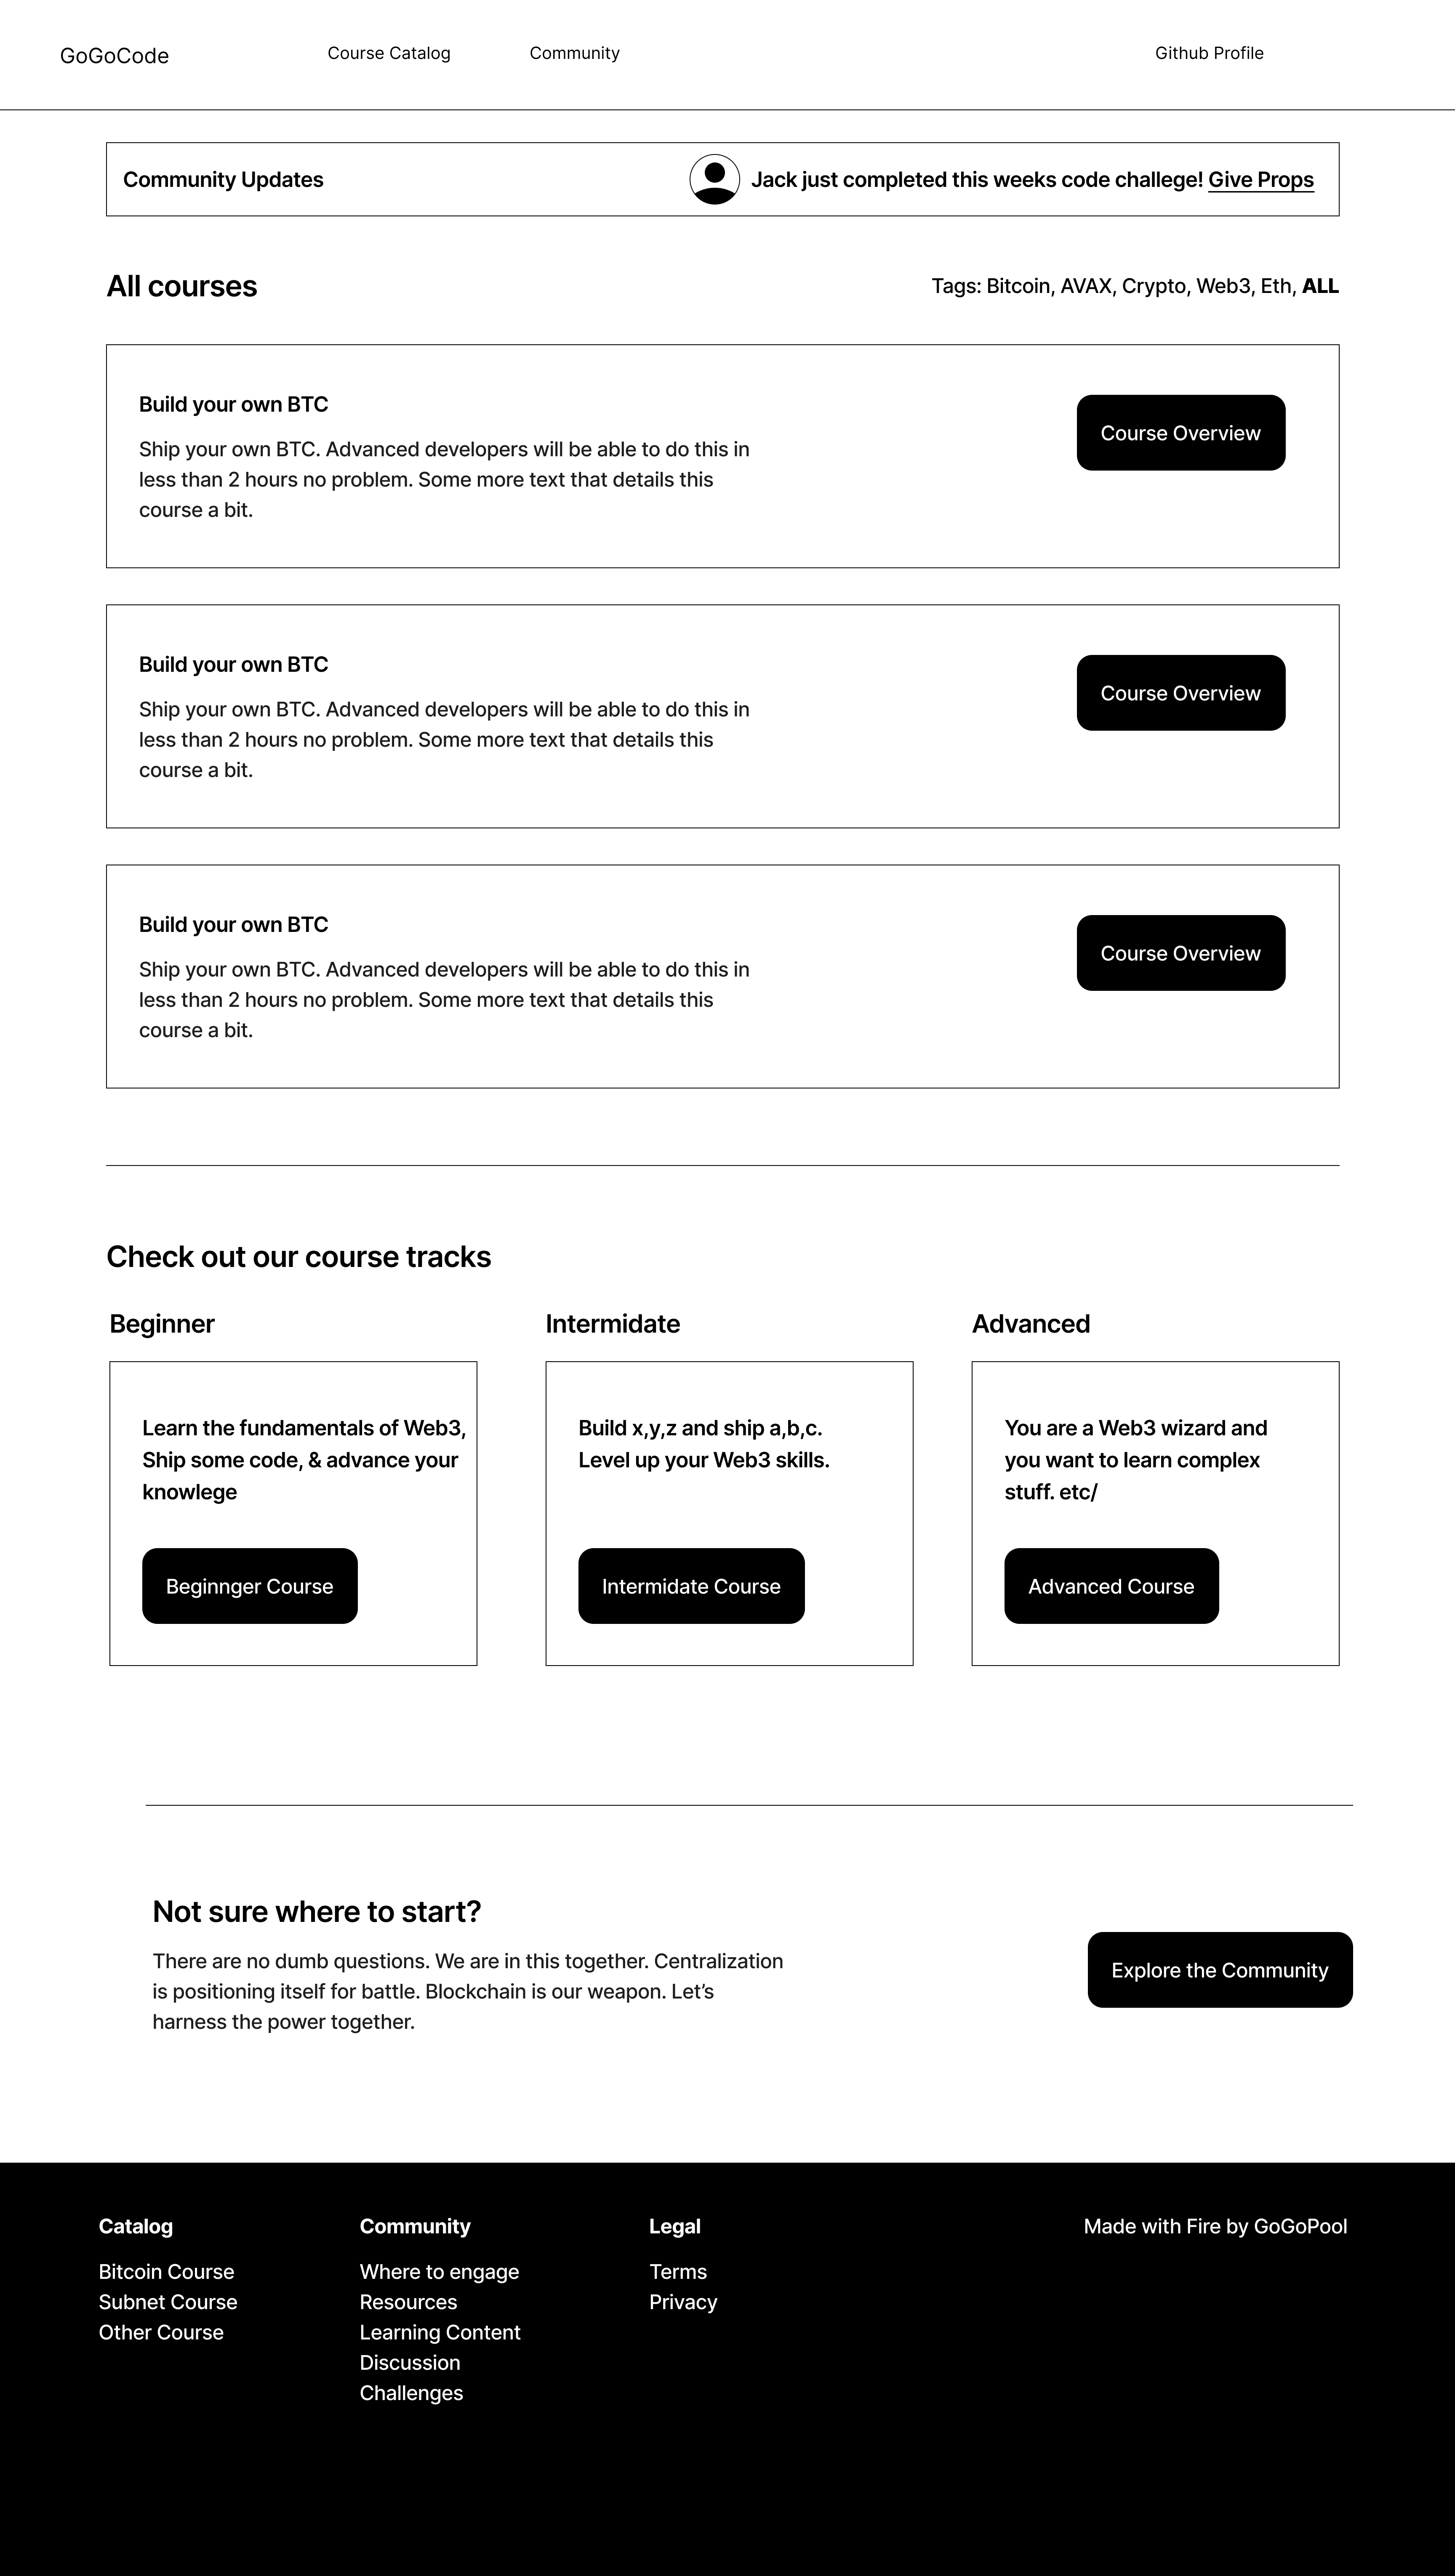 GoGoCode
Course Catalog
Community
Github Profile
Community Updates
Jack just completed this weeks code challege! Give Props
All courses
Tags: Bitcoin, AVAX, Crypto, Web3, Eth, ALL
Build your own BTC
Ship your own BTC. Advanced developers will be able to do this in
less than 2 hours no problem. Some more text that details this
course a bit.
Course Overview
Build your own BTC
Ship your own BTC. Advanced developers will be able to do this in
less than 2 hours no problem. Some more text that details this
course a bit.
Course Overview
Build your own BTC
Ship your own BTC. Advanced developers will be able to do this in
less than 2 hours no problem. Some more text that details this
course a bit.
Course Overview
Check out our course tracks
Beginner
Learn the fundamentals of Web3,
Ship some code, & advance your
knowlege
Beginnger Course
Intermidate
Build x,y,z and ship a,b,c.
Level up your Web3 skills.
Intermidate Course
Advanced
You are a Web3 wizard and
you want to learn complex
stuff. etc/
Advanced Course
Not sure where to start?
There are no dumb questions. We are in this together. Centralization
is positioning itself for battle. Blockchain is our weapon. Let’s
harness the power together.
Explore the Community
Catalog
Bitcoin Course
Subnet Course
Other Course
Community
Where to engage
Resources
Learning Content
Discussion
Challenges
Legal
Terms
Privacy
Made with Fire by GoGoPool